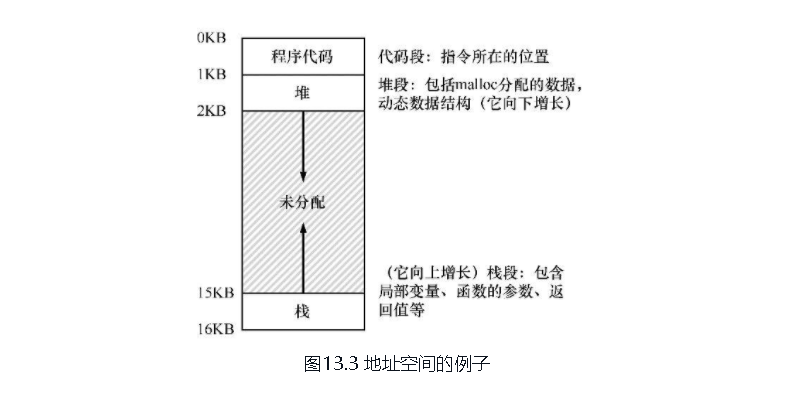 0KB
程序代码
代码段：指令所在的位置
1KB
堆
堆段：包括malloc分配的数据，
动态数据结构（它向下增长）
2KB
未分配
（它向上增长）栈段：包含
局部变量、函数的参数、返
回值等
15KB
栈
16KB
图13.3 地址空间的例子